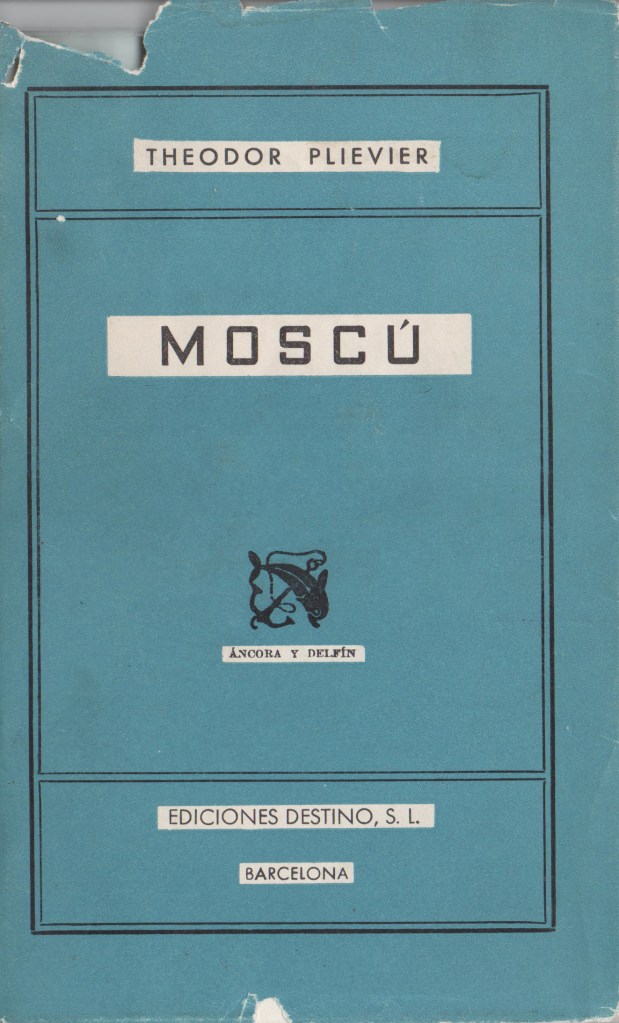 THEODOR PLIEVIER
MOSCÚ
ÁNCORA Y DELFÍN
EDICIONES DESTINO, S. L.
BARCELONA